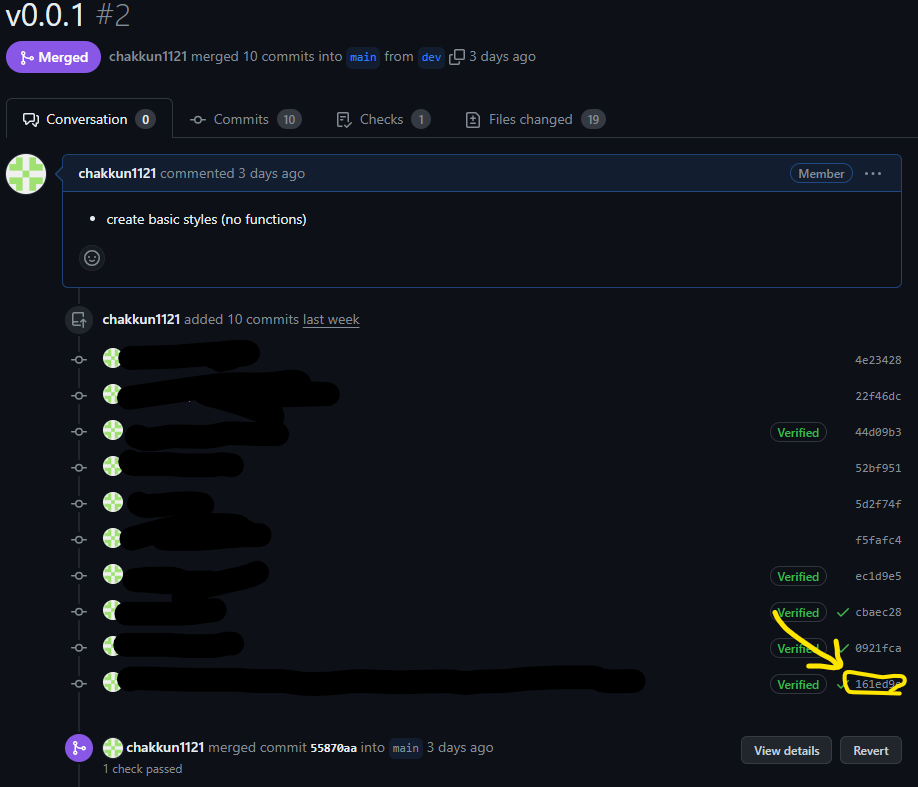 v0.0.1 #2
Merged chakkun1121 merged 10 commits into main from dev 3 days ago
Conversation 0 Commits 10 Checks 1 Files changed 19
chakkun1121 commented 3 days ago Member
• create basic styles (no functions)
chakkun1121 added 10 commits last week
4e23428
22f46dc
Verified 44d09b3
52bf951
5d2f74f
f5fafc4
Verified ec1d9e5
Verified cbaec28
Verified 0921fca
Verified
chakkun1121 merged commit 55870aa into main 3 days ago View details Revert
1 check passed